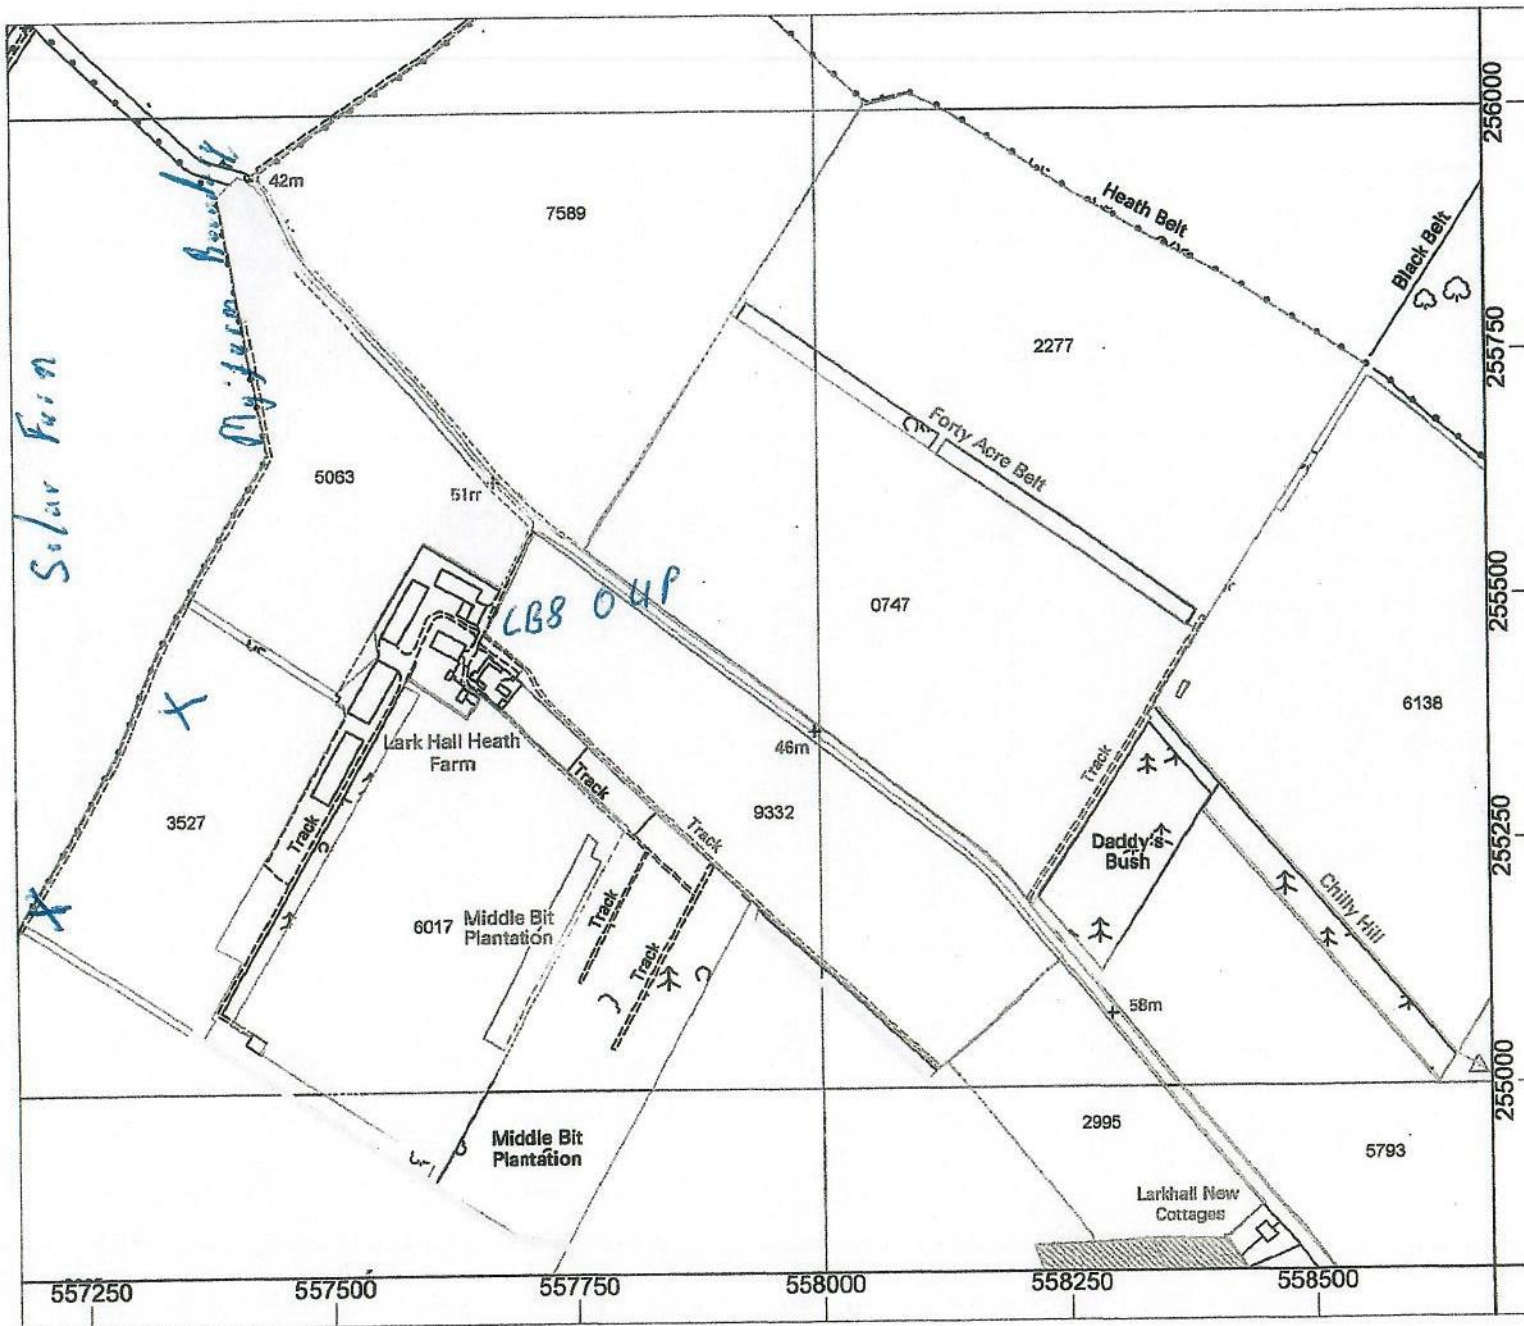 42m
7589
Heath Belt
Black Belt
256000
My farm
Solar
2277
255750
Forty Acre Belt
5063
51m
255500
CB8 0UP
0747
6138
Lark Hall Heath
Farm
46m
Track
Track
9332
Track
Track
3527
Daddy's
Bush
255250
Chilly Hill
6017
Middle Bit
Plantation
Track
Track
58m
255000
Middle Bit
Plantation
2995
5793
Larkhall New
Cottages
557250
557500
557750
558000
558250
558500
X
X